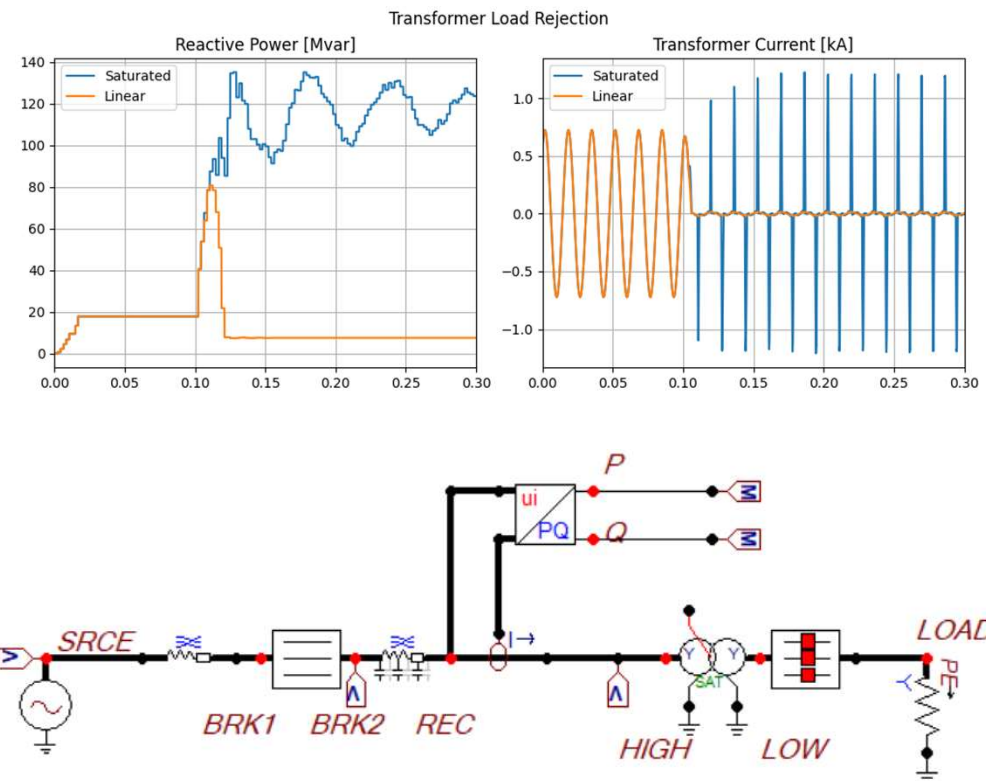 Transformer Load Rejection
Reactive Power [Mvar]
Transformer Current [kA]
Saturated
Linear
140
120
100
80
60
40
20
0
0.00 0.05 0.10 0.15 0.20 0.25 0.30
Saturated
Linear
1.0
0.5
0.0
−0.5
−1.0
0.00 0.05 0.10 0.15 0.20 0.25 0.30
P
ui
M
PQ
Q
M
SRCE
I→
LOAD
V
Y Y
SAT
Y
PE
V
V
BRK1
BRK2
REC
HIGH
LOW